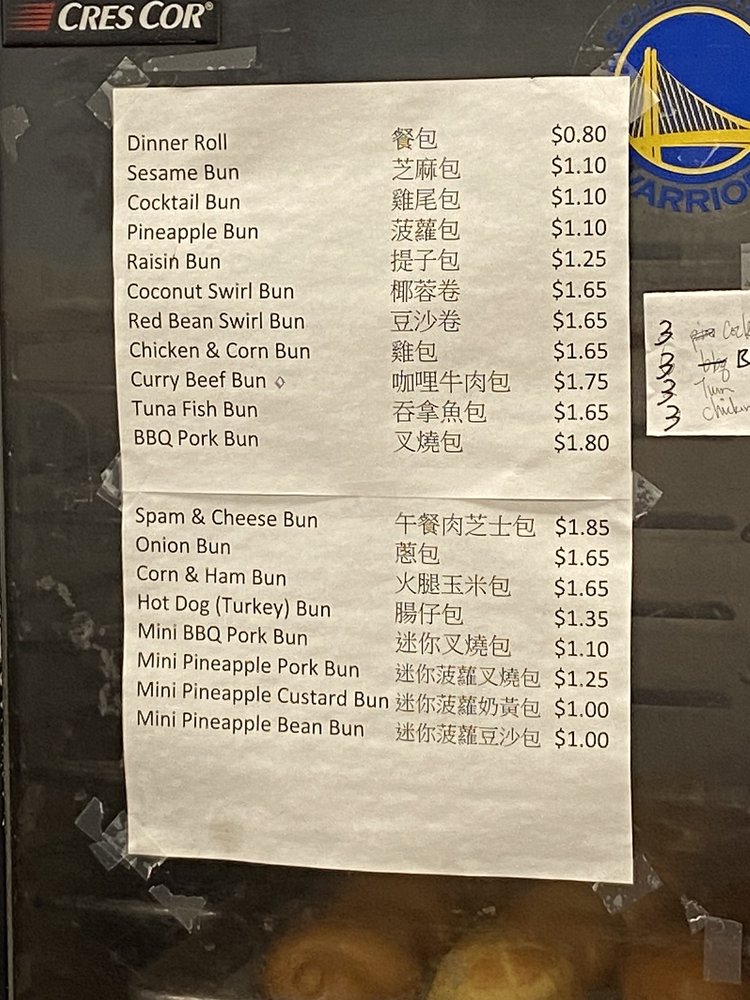 CRES COR®
GOLDEN
WARRIORS
Dinner Roll 餐包 $0.80
Sesame Bun 芝麻包 $1.10
Cocktail Bun 雞尾包 $1.10
Pineapple Bun 菠蘿包 $1.10
Raisin Bun 提子包 $1.25
Coconut Swirl Bun 椰蓉卷 $1.65
Red Bean Swirl Bun 豆沙卷 $1.65
Chicken & Corn Bun 雞包 $1.65
Curry Beef Bun 咖哩牛肉包 $1.75
Tuna Fish Bun 吞拿魚包 $1.65
BBQ Pork Bun 叉燒包 $1.80
Spam & Cheese Bun 午餐肉芝士包 $1.85
Onion Bun 蔥包 $1.65
Corn & Ham Bun 火腿玉米包 $1.65
Hot Dog (Turkey) Bun 腸仔包 $1.35
Mini BBQ Pork Bun 迷你叉燒包 $1.10
Mini Pineapple Pork Bun 迷你菠蘿叉燒包 $1.25
Mini Pineapple Custard Bun 迷你菠蘿奶黃包 $1.00
Mini Pineapple Bean Bun 迷你菠蘿豆沙包 $1.00
3
3
3
3 chicken